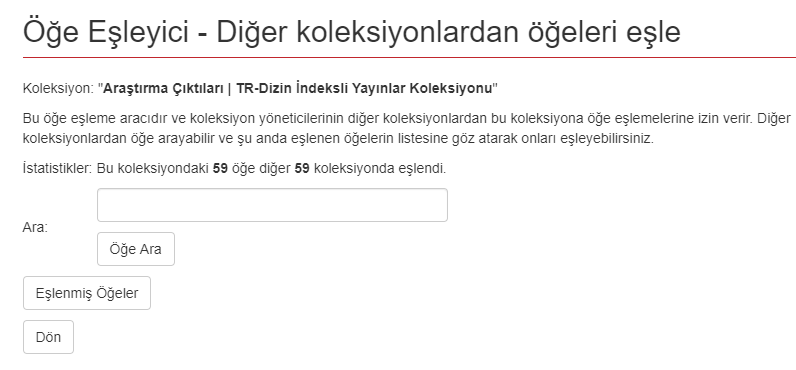 Öğe Eşleyici - Diğer koleksiyonlardan öğeleri eşle
Koleksiyon: "Araştırma Çıktıları | TR-Dizin İndeksli Yayınlar Koleksiyonu"
Bu öğe eşleme aracıdır ve koleksiyon yöneticilerinin diğer koleksiyonlardan bu koleksiyona öğe eşlemelerine izin verir. Diğer
koleksiyonlardan öğe arayabilir ve şu anda eşlenen öğelerin listesine göz atarak onları eşleyebilirsiniz.
İstatistikler: Bu koleksiyondaki 59 öğe diğer 59 koleksiyonda eşlendi.
Ara:
Öğe Ara
Eşlenmiş Öğeler
Dön